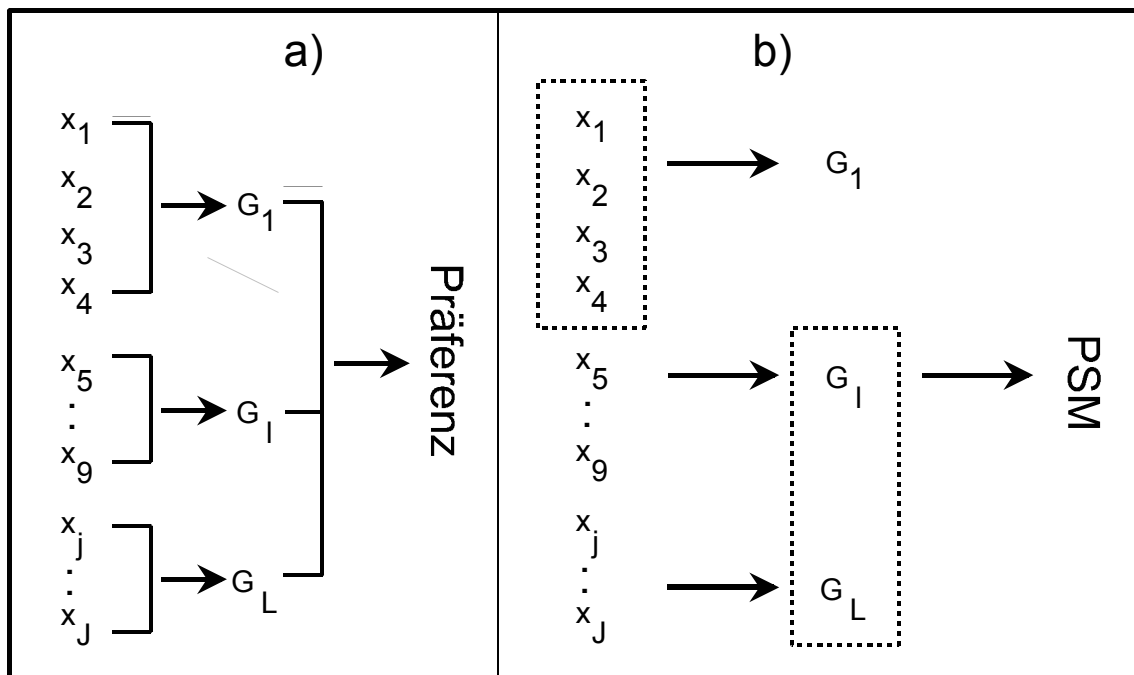 a)
x1
x2
x3
x4
x5
.
.
x9
xj
.
.
xJ
G1
Gl
GL
Präferenz
b)
x1
x2
x3
x4
x5
.
.
x9
xj
.
.
xJ
G1
Gl
GL
PSM